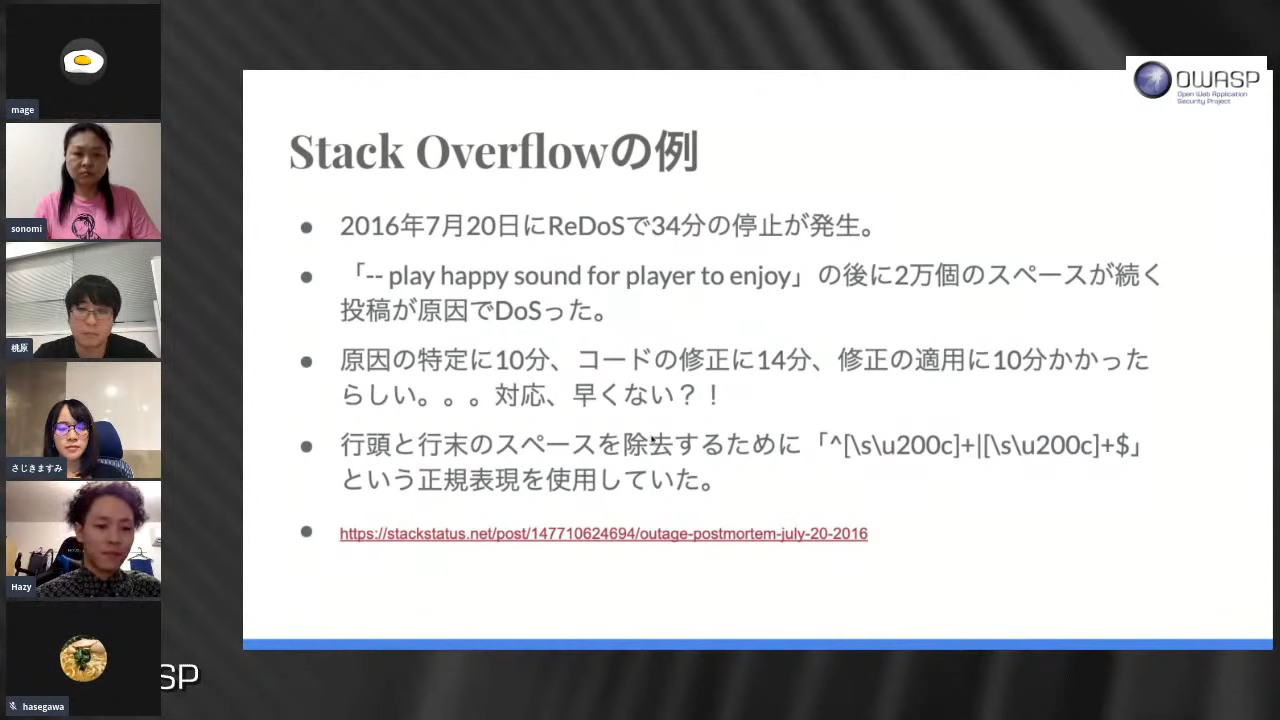 mage
sonomi
桃原
さじきますみ
Hazy
hasegawa
SP
OWASP
Open Web Application
Security Project
Stack Overflowの例
● 2016年7月20日にReDoSで34分の停止が発生。
● 「-- play happy sound for player to enjoy」の後に2万個のスペースが続く
投稿が原因でDoSった。
● 原因の特定に10分、コードの修正に14分、修正の適用に10分かかった
らしい。。。対応、早くない？！
● 行頭と行末のスペースを除去するために「^[\s\u200c]+|[\s\u200c]+$」
という正規表現を使用していた。
● https://stackstatus.net/post/147710624694/outage-postmortem-july-20-2016